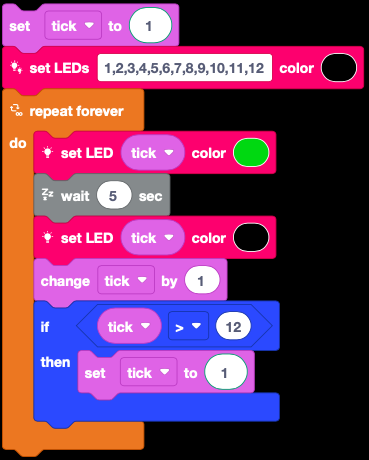 set tick to 1
set LEDs 1,2,3,4,5,6,7,8,9,10,11,12 color
repeat forever
do
set LED tick color
Zzz wait 5 sec
set LED tick color
change tick by 1
if tick > 12
then
set tick to 1